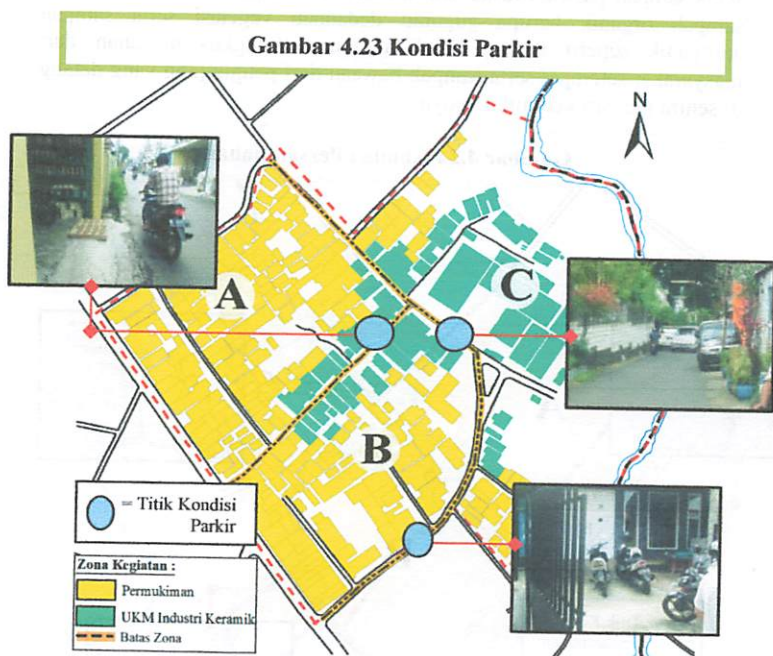 Gambar 4.23 Kondisi Parkir
N
A
C
B
= Titik Kondisi
Parkir
Zona Kegiatan :
Permukiman
UKM Industri Keramik
Batas Zona